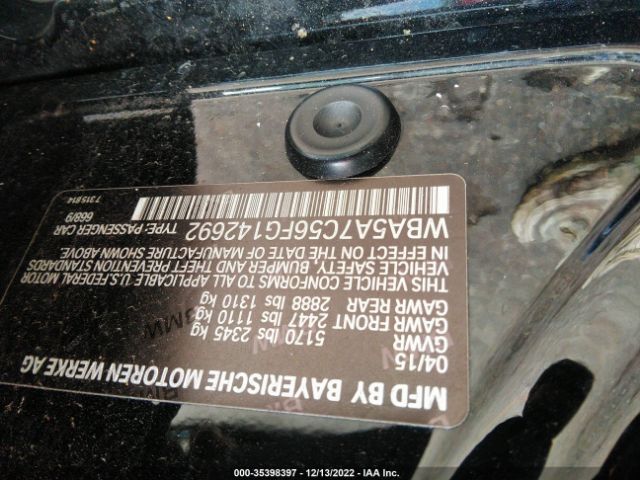 MFD BY BAYERISCHE MOTOREN WERKE AG
04/15
GVWR
5170 lbs 2345 kg
GAWR FRONT 2447 lbs 1110 kg
GAWR REAR 2888 lbs 1310 kg
THIS VEHICLE CONFORMS TO ALL APPLICABLE U.S. FEDERAL MOTOR
VEHICLE SAFETY, BUMPER AND THEFT PREVENTION STANDARDS
IN EFFECT ON THE DATE OF MANUFACTURE SHOWN ABOVE.
WBA5A7C56FG142692 TYPE: PASSENGER CAR
668/9
7315814
000-35398397 - 12/13/2022 - IAA Inc.